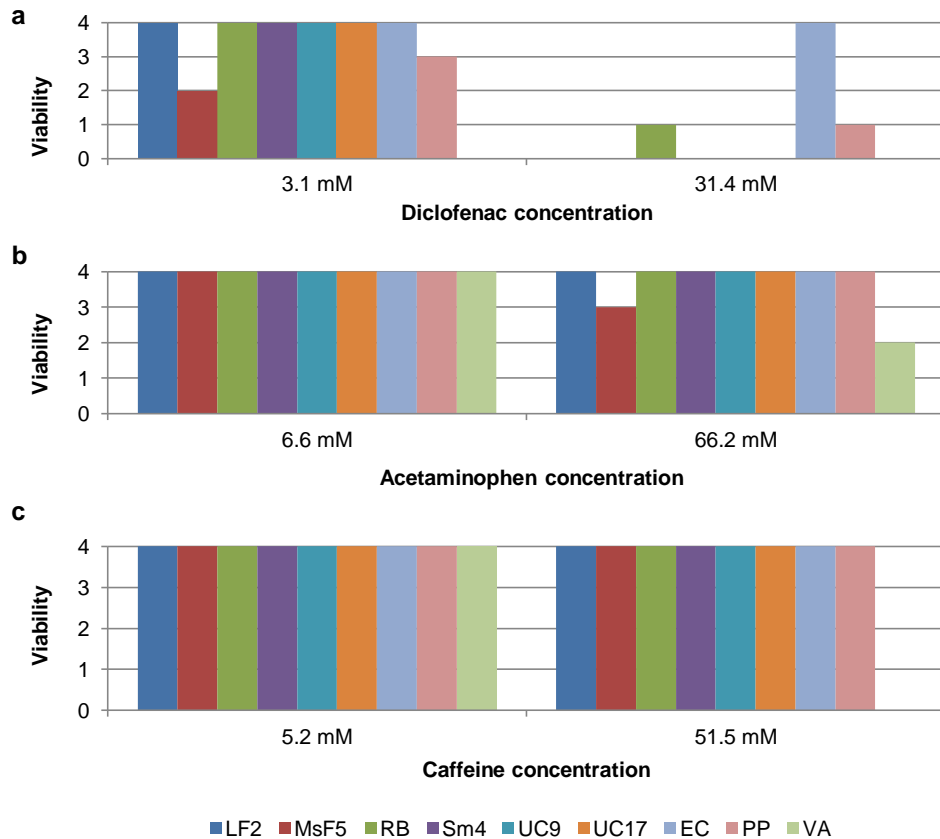 a
4
3
2
1
0
Viability
3.1 mM 31.4 mM
Diclofenac concentration
b
4
3
2
1
0
Viability
6.6 mM 66.2 mM
Acetaminophen concentration
c
4
3
2
1
0
Viability
5.2 mM 51.5 mM
Caffeine concentration
LF2 MsF5 RB Sm4 UC9 UC17 EC PP VA